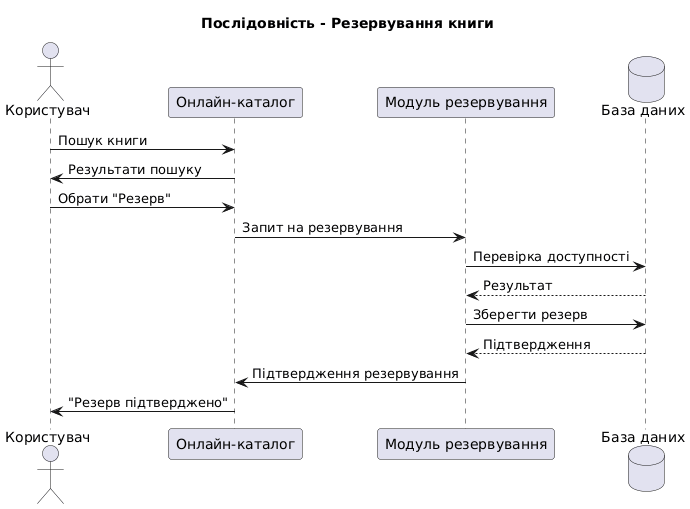 Послідовність - Резервування книги
Користувач
Онлайн-каталог
Модуль резервування
База даних
Пошук книги
Результати пошуку
Обрати "Резерв"
Запит на резервування
Перевірка доступності
Результат
Зберегти резерв
Підтвердження
Підтвердження резервування
"Резерв підтверджено"
Користувач
Онлайн-каталог
Модуль резервування
База даних